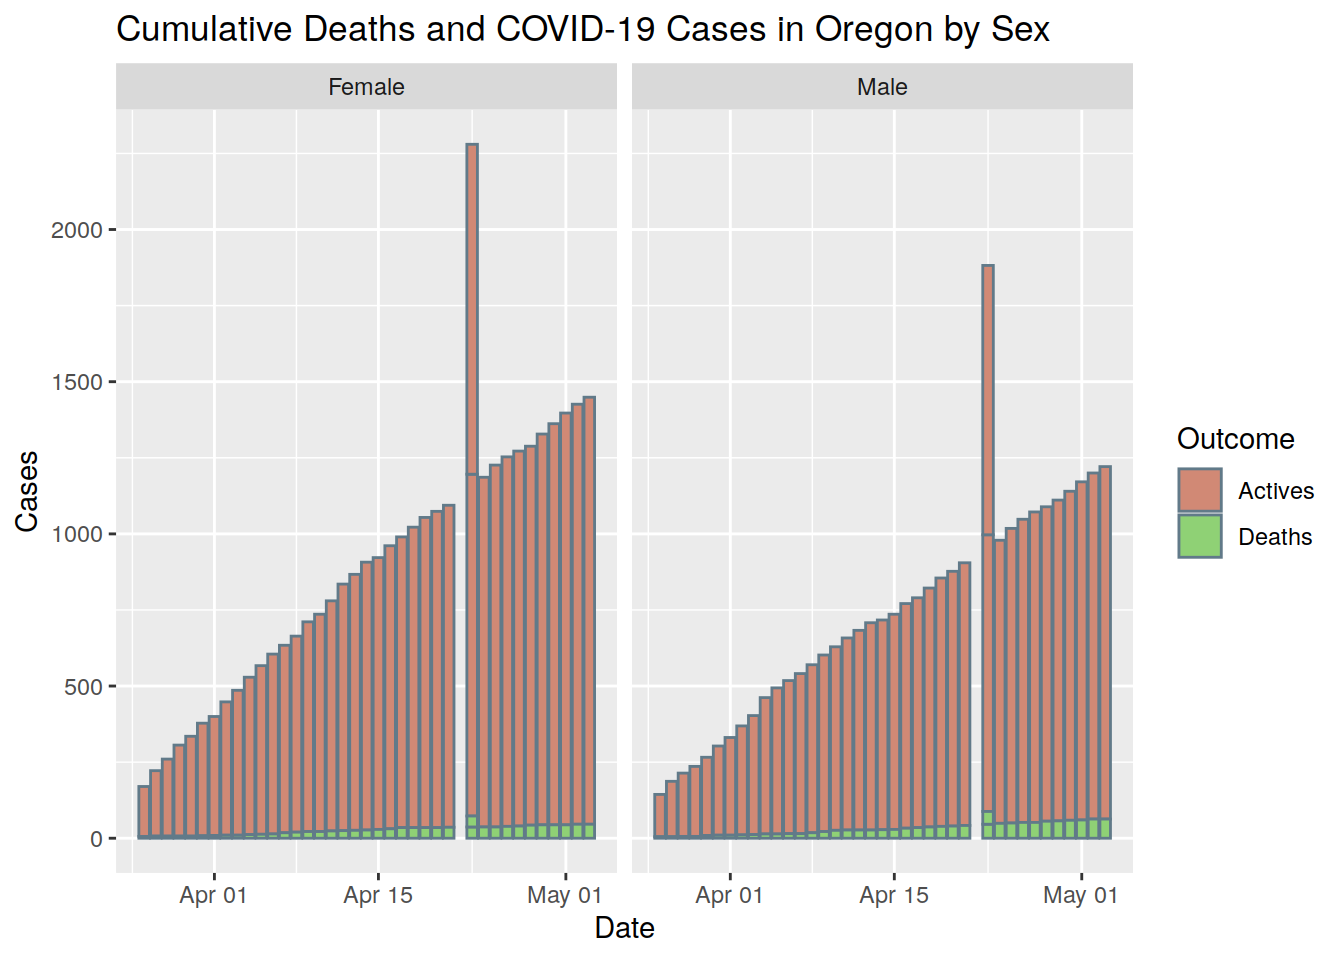 Cumulative Deaths and COVID-19 Cases in Oregon by Sex
Female
Male
2000
1500
1000
500
0
Cases
Apr 01
Apr 15
May 01
Apr 01
Apr 15
May 01
Date
Outcome
Actives
Deaths